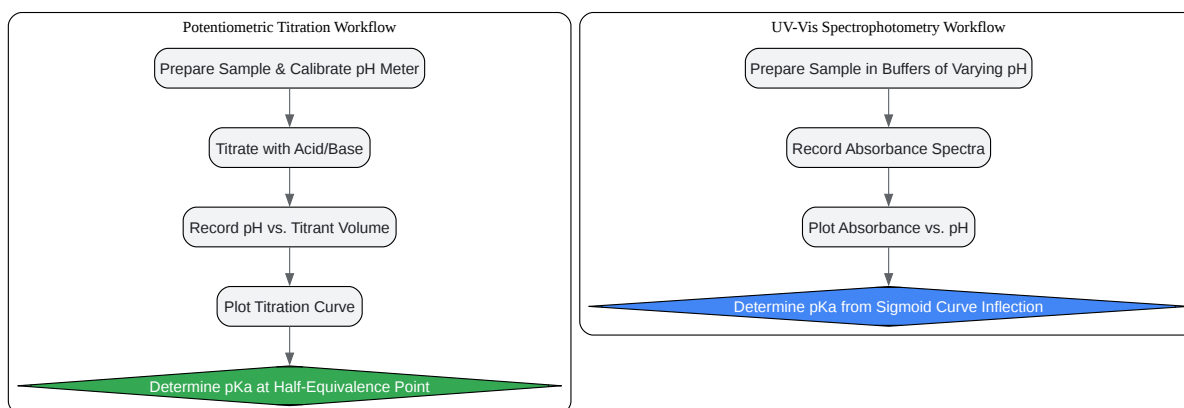 Potentiometric Titration Workflow
Prepare Sample & Calibrate pH Meter
Titrate with Acid/Base
Record pH vs. Titrant Volume
Plot Titration Curve
Determine pKa at Half-Equivalence Point
UV-Vis Spectrophotometry Workflow
Prepare Sample in Buffers of Varying pH
Record Absorbance Spectra
Plot Absorbance vs. pH
Determine pKa from Sigmoid Curve Inflection